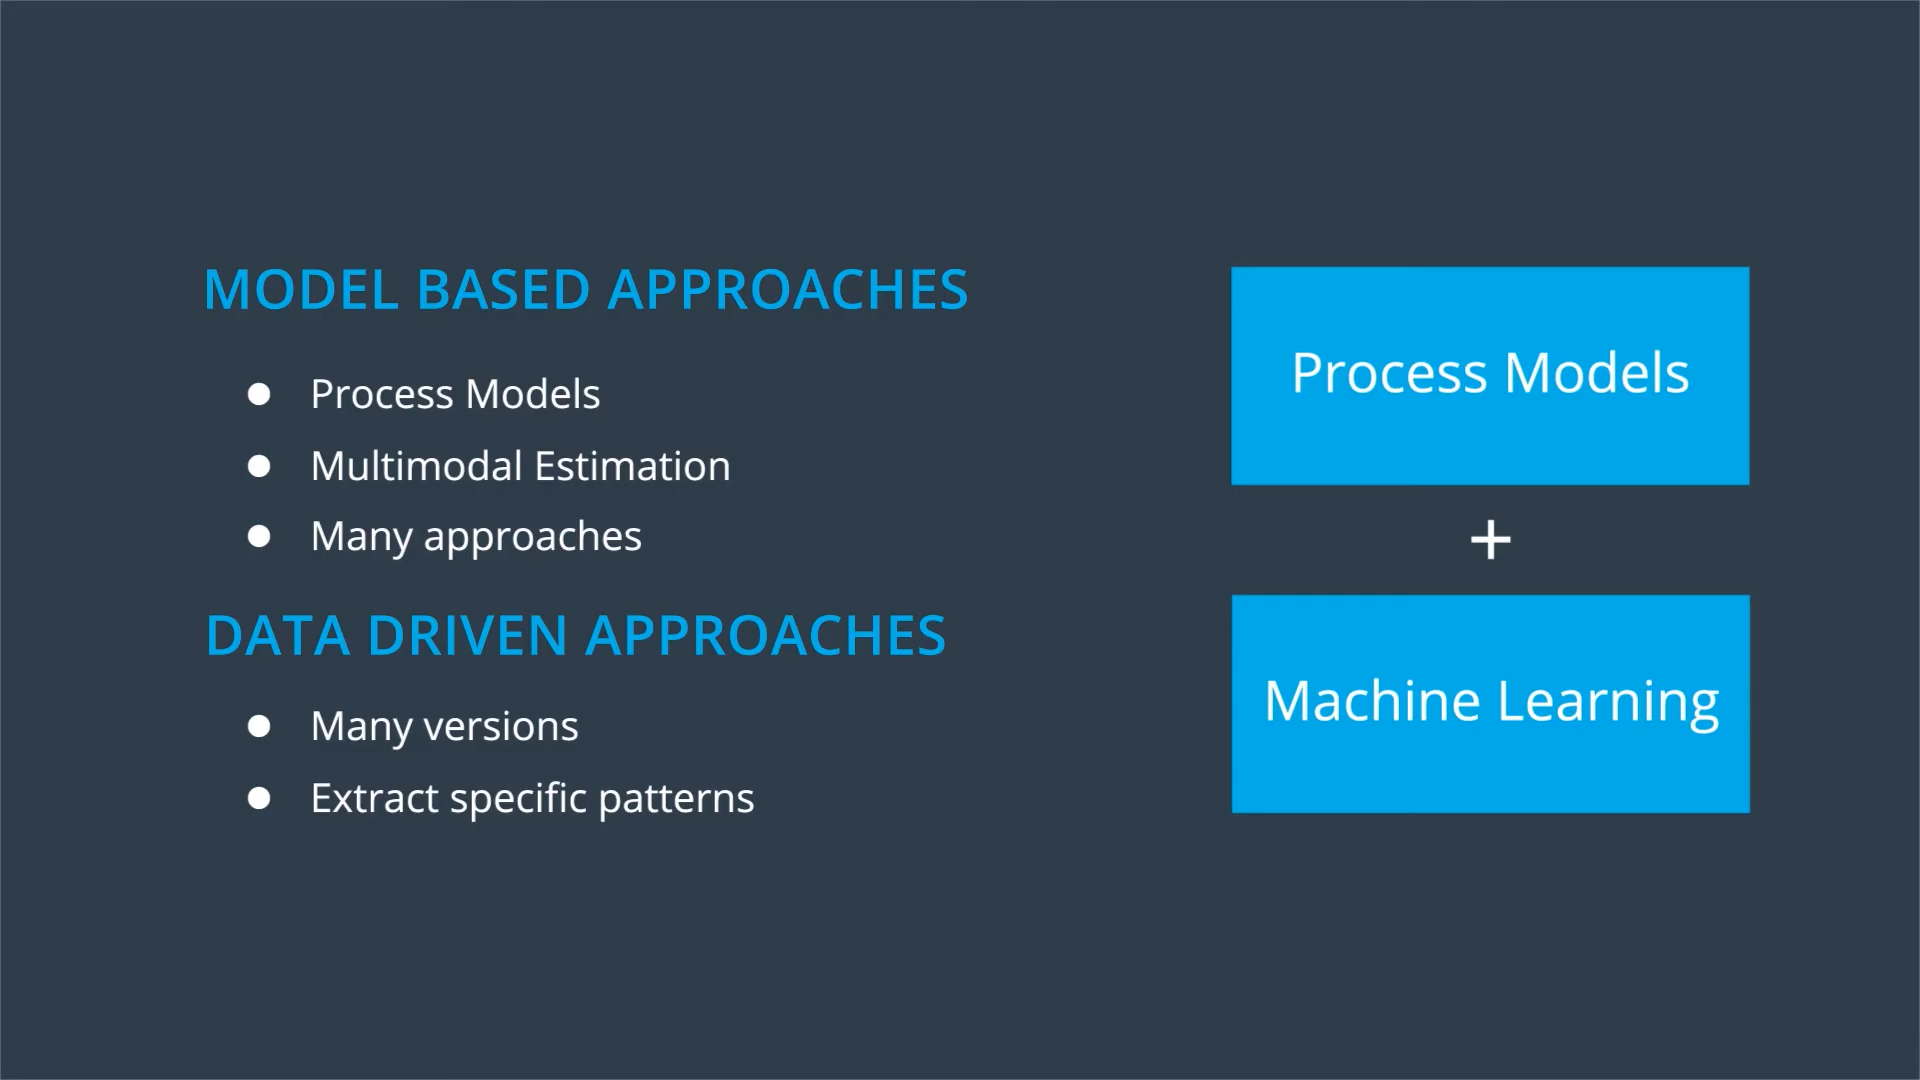 MODEL BASED APPROACHES
● Process Models
● Multimodal Estimation
● Many approaches
DATA DRIVEN APPROACHES
● Many versions
● Extract specific patterns
Process Models
+
Machine Learning